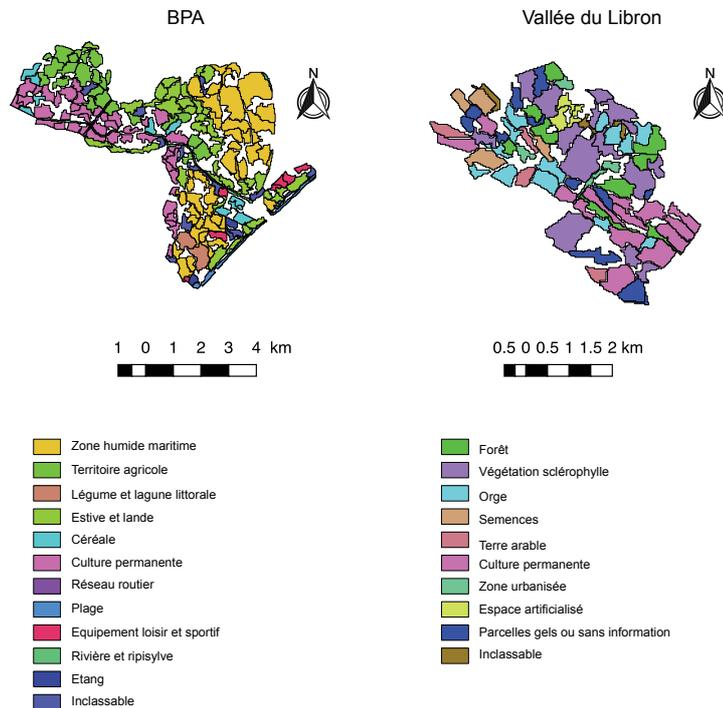 BPA
Vallée du Libron
N
N
1 0 1 2 3 4 km
0.5 0 0.5 1 1.5 2 km
Zone humide maritime
Territoire agricole
Légume et lagune littorale
Estive et lande
Céréale
Culture permanente
Réseau routier
Plage
Equipement loisir et sportif
Rivière et ripisylve
Etang
Inclassable
Forêt
Végétation sclérophylle
Orge
Semences
Terre arable
Culture permanente
Zone urbanisée
Espace artificialisé
Parcelles gels ou sans information
Inclassable